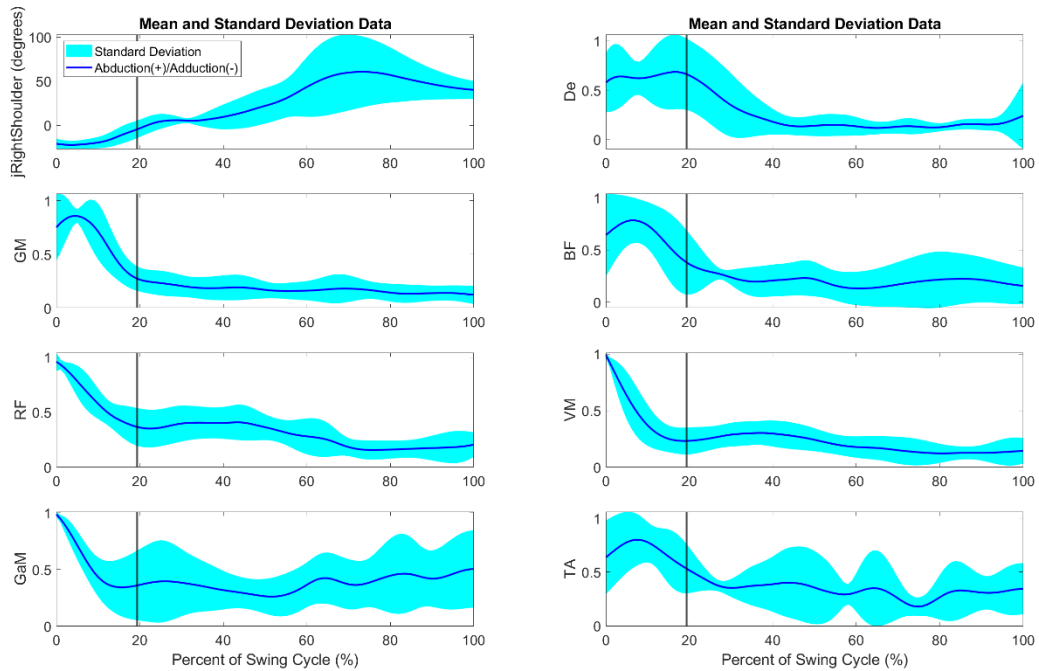 Mean and Standard Deviation Data
jRightShoulder (degrees)
100
50
0
Standard Deviation
Abduction(+)/Adduction(-)
0 20 40 60 80 100
Mean and Standard Deviation Data
De
1
0.5
0
0 20 40 60 80 100
GM
1
0.5
0
0 20 40 60 80 100
BF
1
0.5
0
0 20 40 60 80 100
RF
1
0.5
0
0 20 40 60 80 100
VM
1
0.5
0
0 20 40 60 80 100
GaM
1
0.5
0
0 20 40 60 80 100
Percent of Swing Cycle (%)
TA
1
0.5
0
0 20 40 60 80 100
Percent of Swing Cycle (%)